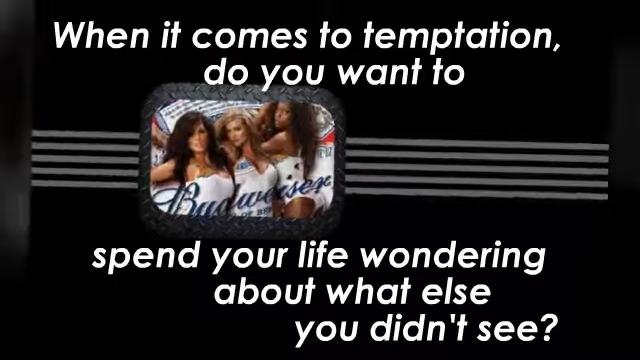 When it comes to temptation,
do you want to
Budweiser
spend your life wondering
about what else
you didn't see?